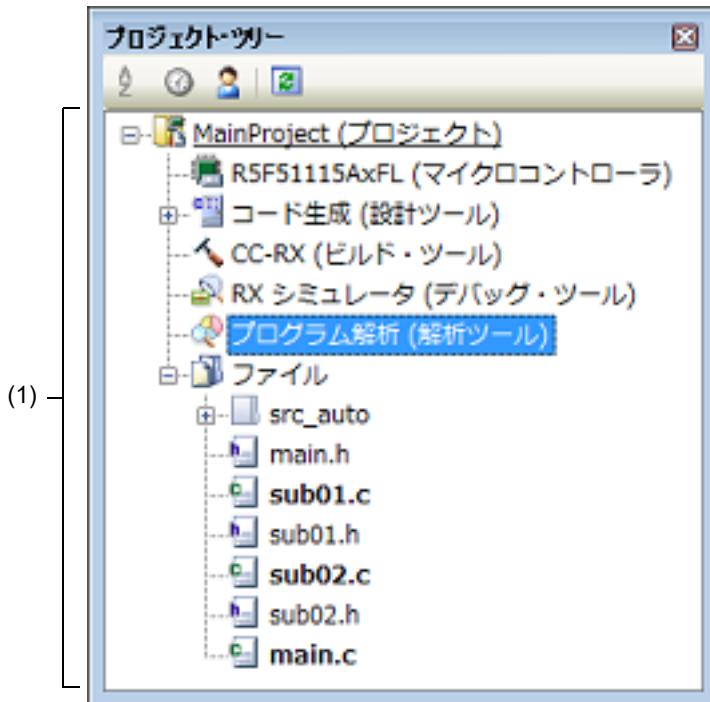 プロジェクト・ツリー
MainProject (プロジェクト)
R5F51115AxFL (マイクロコントローラ)
コード生成 (設計ツール)
CC-RX (ビルド・ツール)
RX シミュレータ (デバッグ・ツール)
プログラム解析 (解析ツール)
ファイル
(1)
src_auto
main.h
sub01.c
sub01.h
sub02.c
sub02.h
main.c